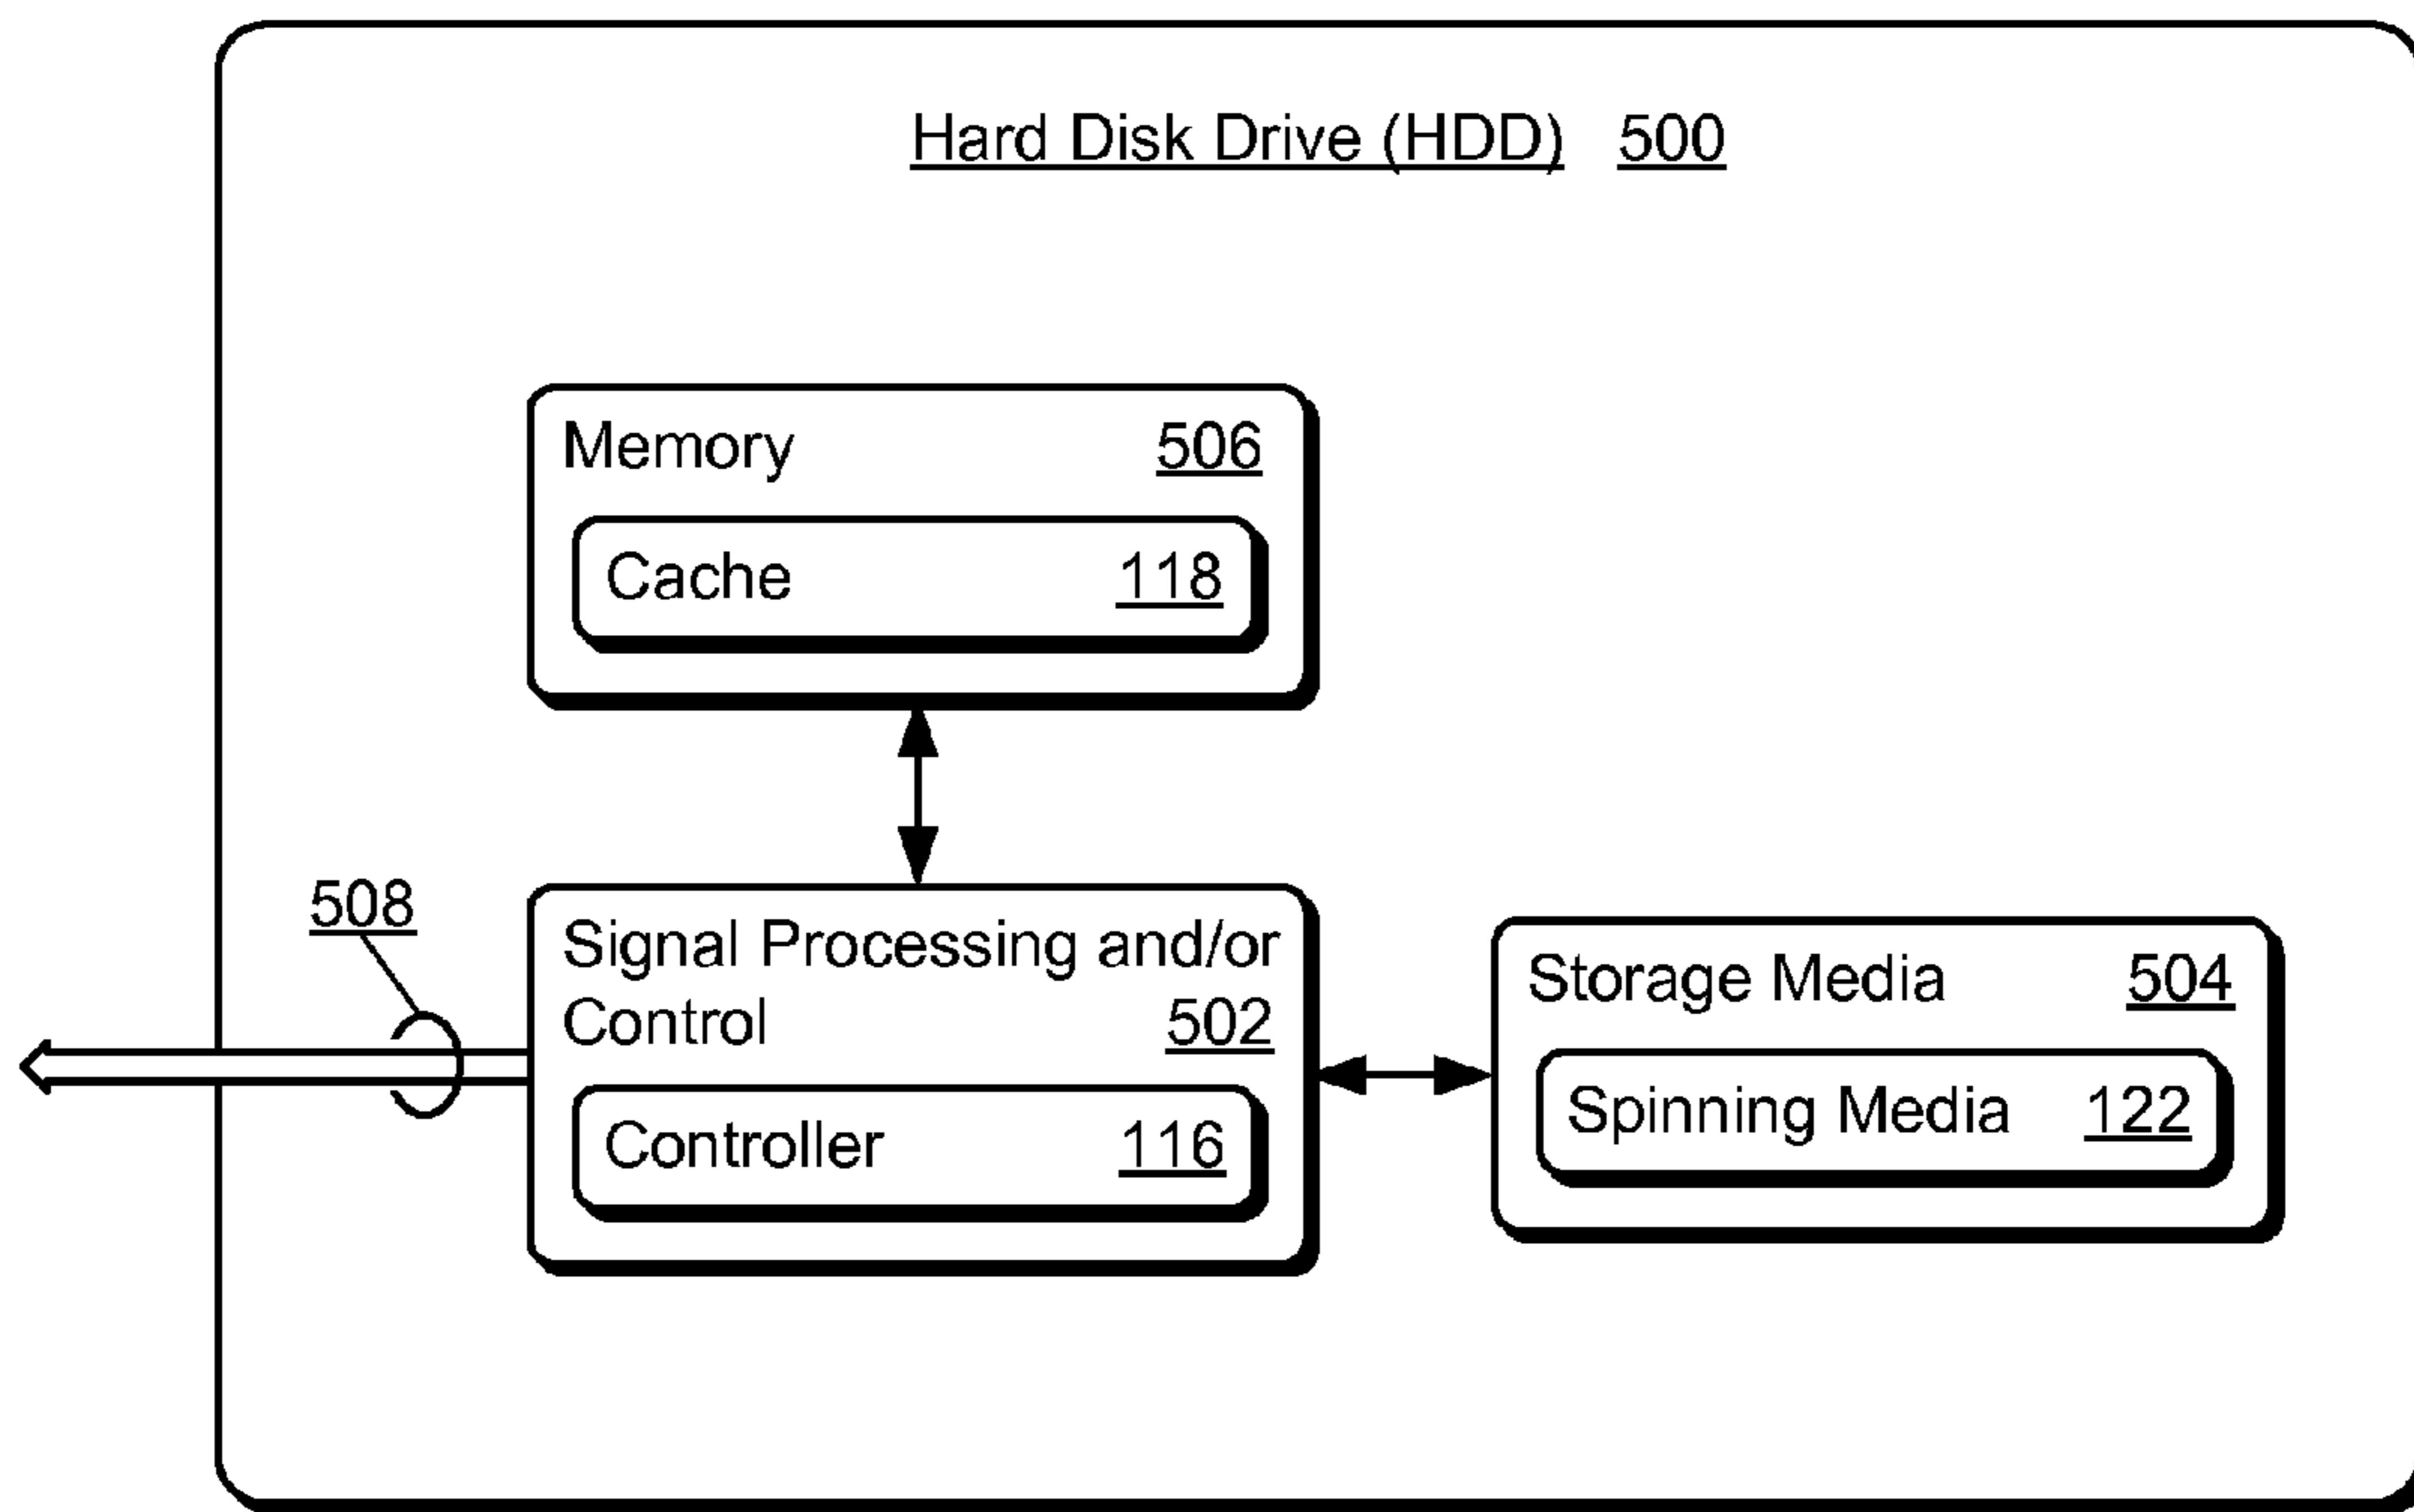 Hard Disk Drive (HDD) 500
Memory 506
Cache 118
508
Signal Processing and/or
Control 502
Controller 116
Storage Media 504
Spinning Media 122